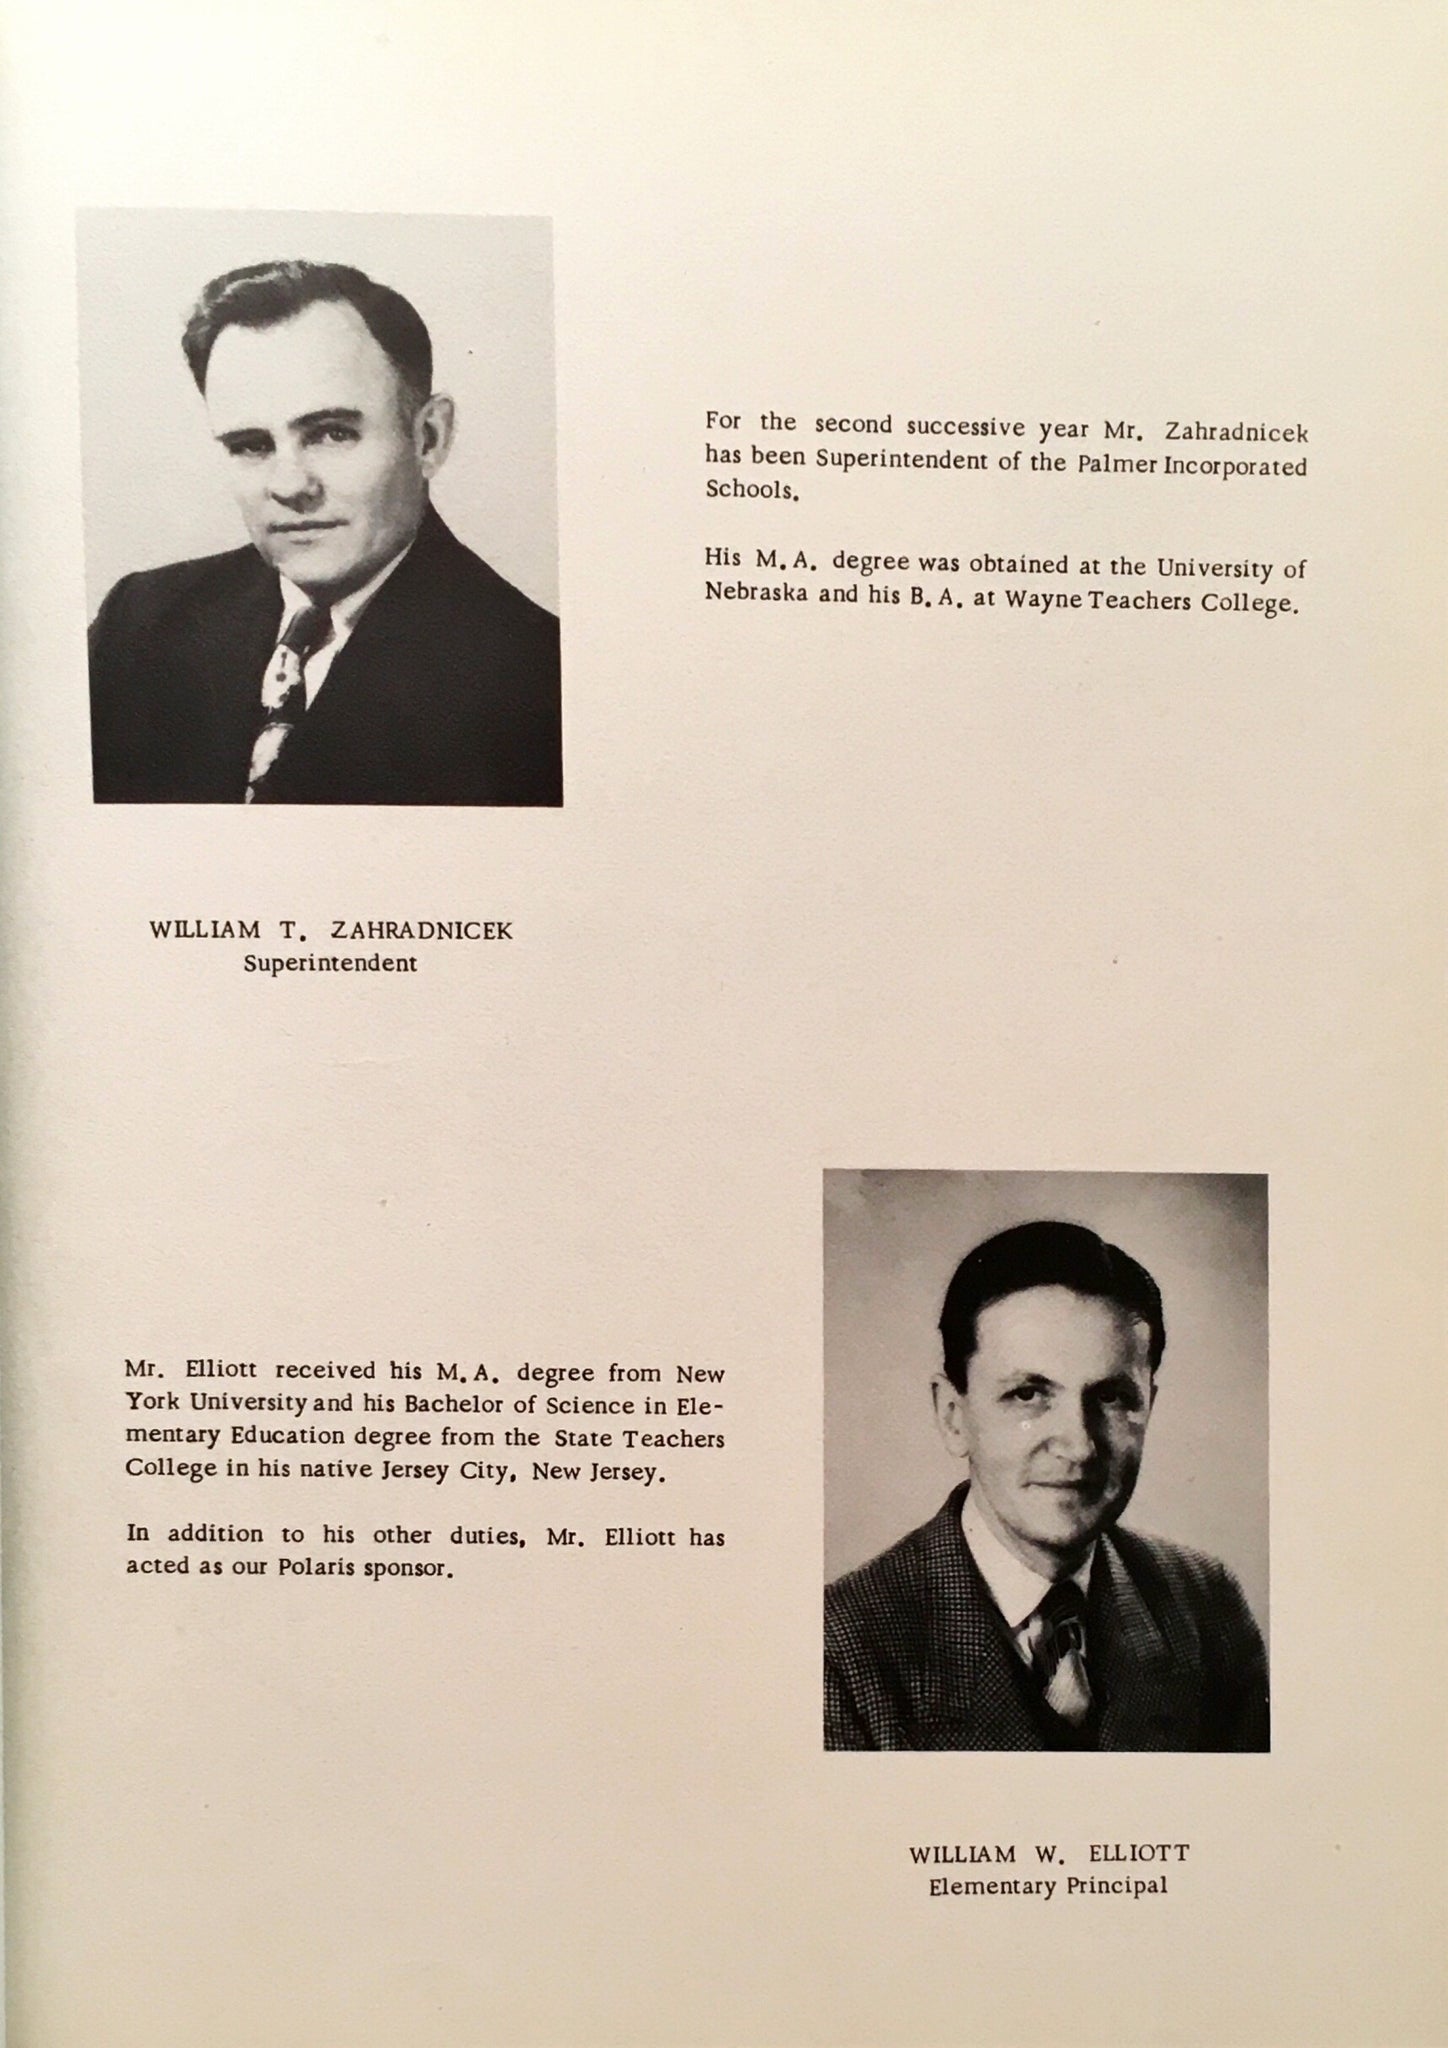 For the second successive year Mr. Zahradnicek
has been Superintendent of the Palmer Incorporated
Schools.
His M.A. degree was obtained at the University of
Nebraska and his B.A. at Wayne Teachers College.
WILLIAM T. ZAHRADNICEK
Superintendent
Mr. Elliott received his M.A. degree from New
York University and his Bachelor of Science in Ele-
mentary Education degree from the State Teachers
College in his native Jersey City, New Jersey.
In addition to his other duties, Mr. Elliott has
acted as our Polaris sponsor.
WILLIAM W. ELLIOTT
Elementary Principal